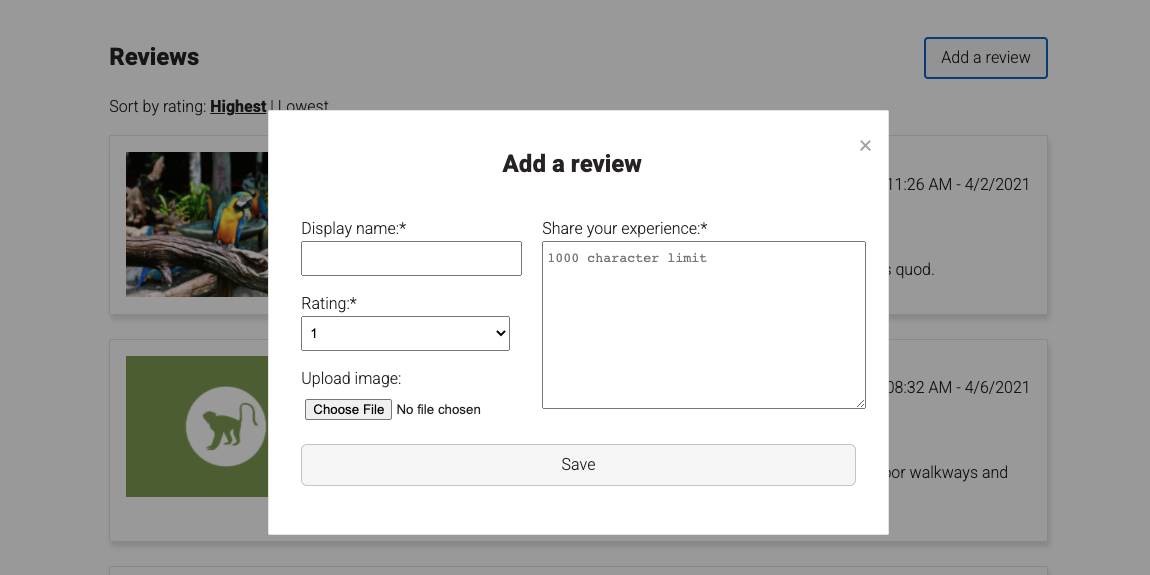 Reviews
Add a review
Sort by rating: Highest | Lowest
×
Add a review
11:26 AM - 4/2/2021
Display name:*
Share your experience:*
1000 character limit
quod.
Rating:*
1
Upload image:
08:32 AM - 4/6/2021
Choose File No file chosen
Save
walkways and